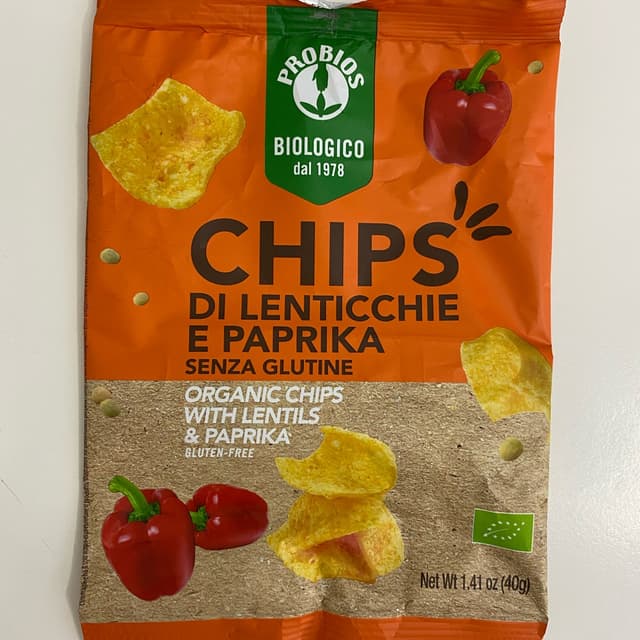 PROBIOS
BIOLOGICO
dal 1978
CHIPS
DI LENTICCHIE
E PAPRIKA
SENZA GLUTINE
ORGANIC CHIPS
WITH LENTILS
& PAPRIKA
GLUTEN-FREE
Net Wt 1.41 oz (40g)